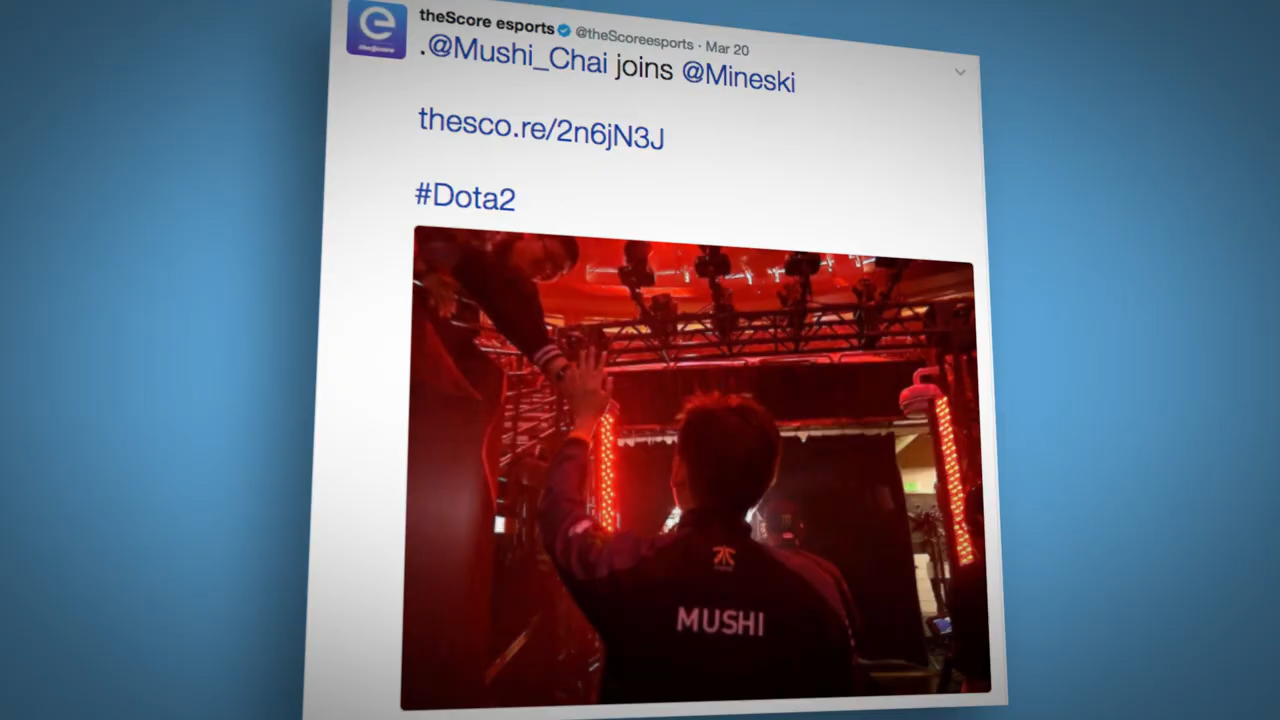 theScore esports @theScoreesports · Mar 20
.@Mushi_Chai joins @Mineski
thesco.re/2n6jN3J
#Dota2
MUSHI